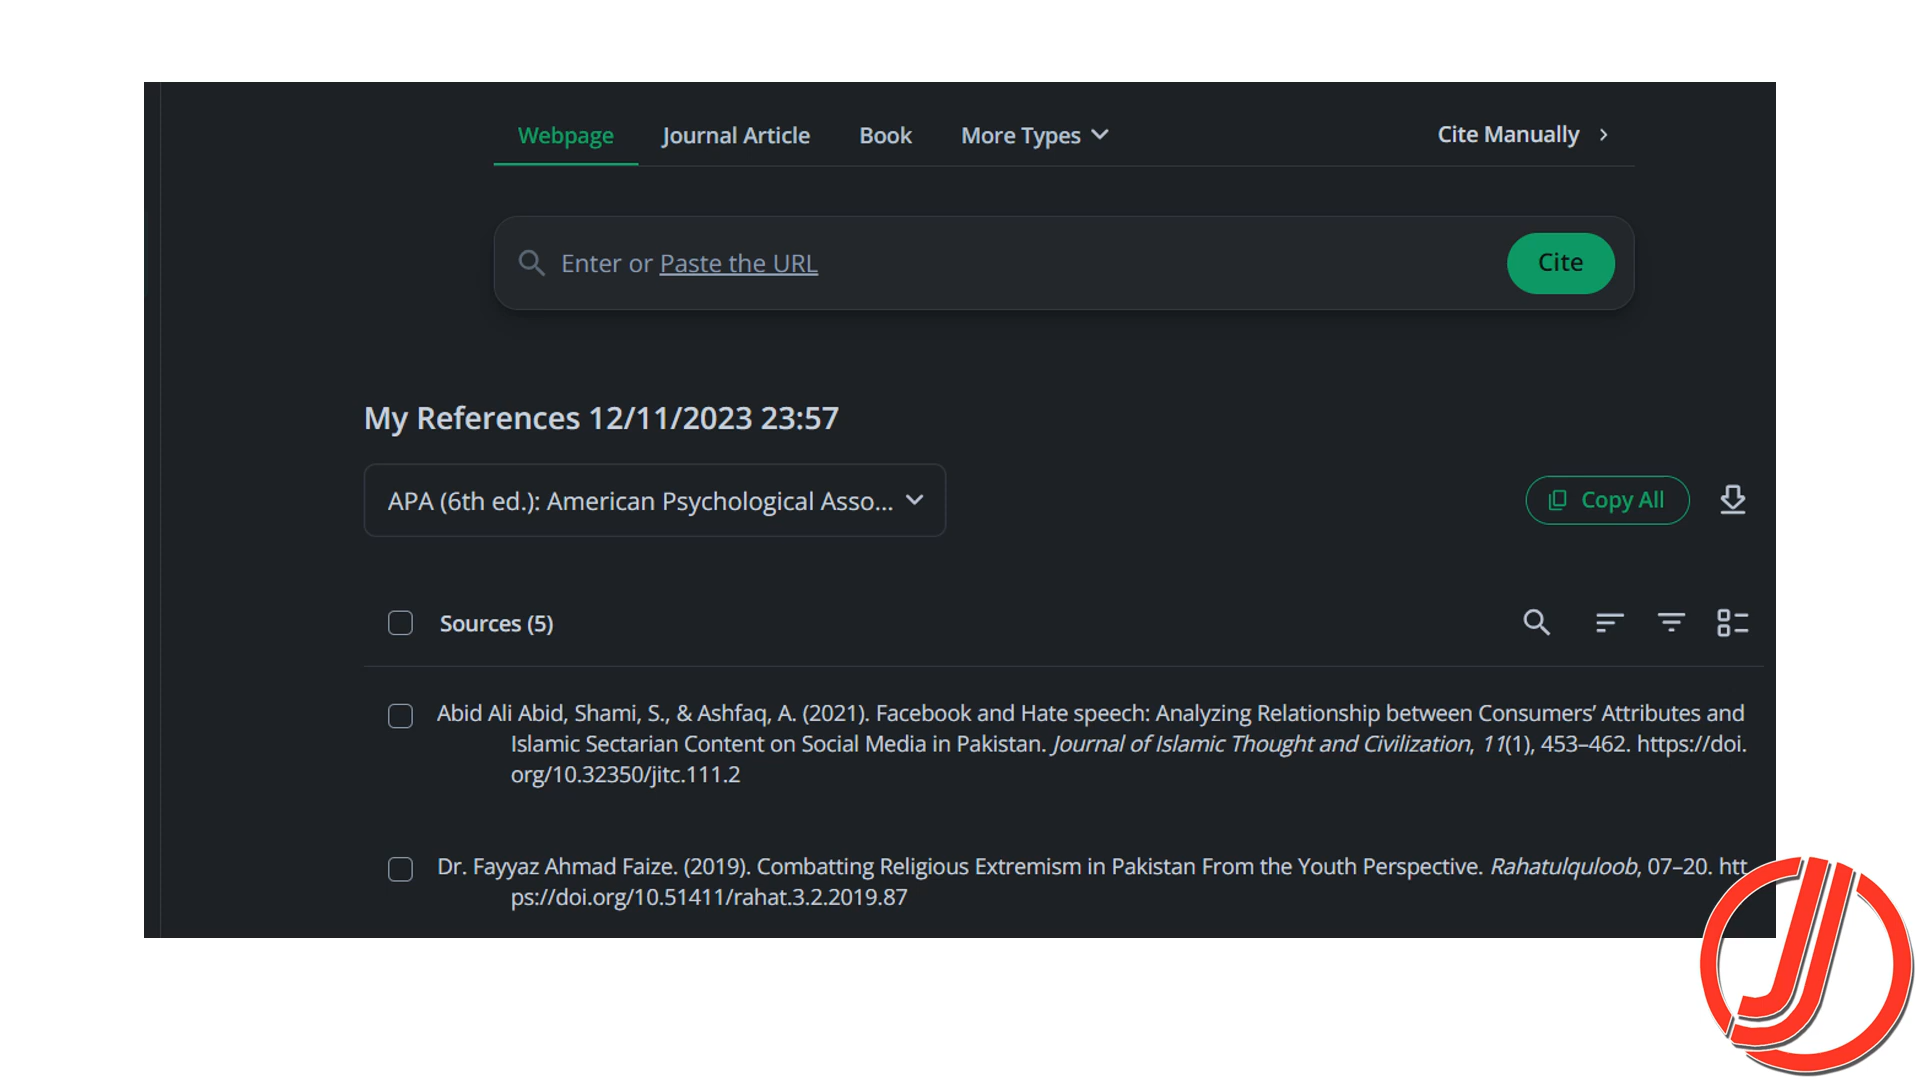 Webpage Journal Article Book More Types Cite Manually
Enter or Paste the URL Cite
My References 12/11/2023 23:57
APA (6th ed.): American Psychological Asso... Copy All
Sources (5)
Abid Ali Abid, Shami, S., & Ashfaq, A. (2021). Facebook and Hate speech: Analyzing Relationship between Consumers’ Attributes and
Islamic Sectarian Content on Social Media in Pakistan. Journal of Islamic Thought and Civilization, 11(1), 453–462. https://doi.
org/10.32350/jitc.111.2
Dr. Fayyaz Ahmad Faize. (2019). Combatting Religious Extremism in Pakistan From the Youth Perspective. Rahatulquloob, 07–20. htt
ps://doi.org/10.51411/rahat.3.2.2019.87